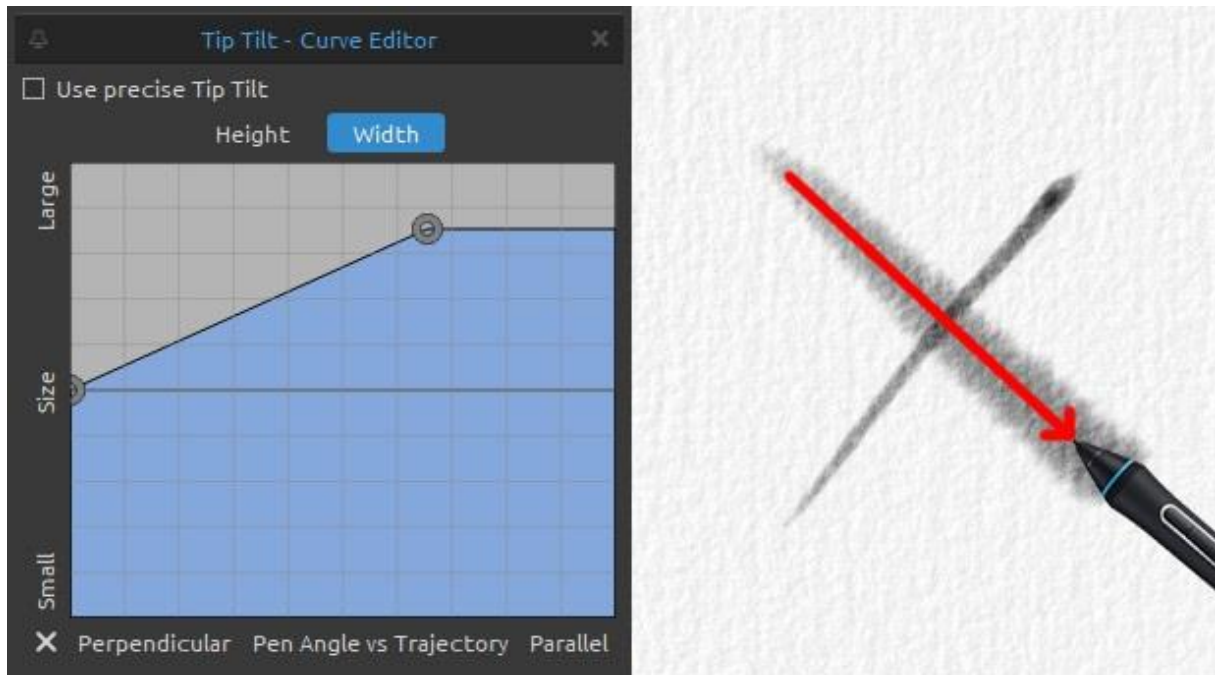 Tip Tilt - Curve Editor
Use precise Tip Tilt
Height Width
Large
Size
Small
Perpendicular Pen Angle vs Trajectory Parallel